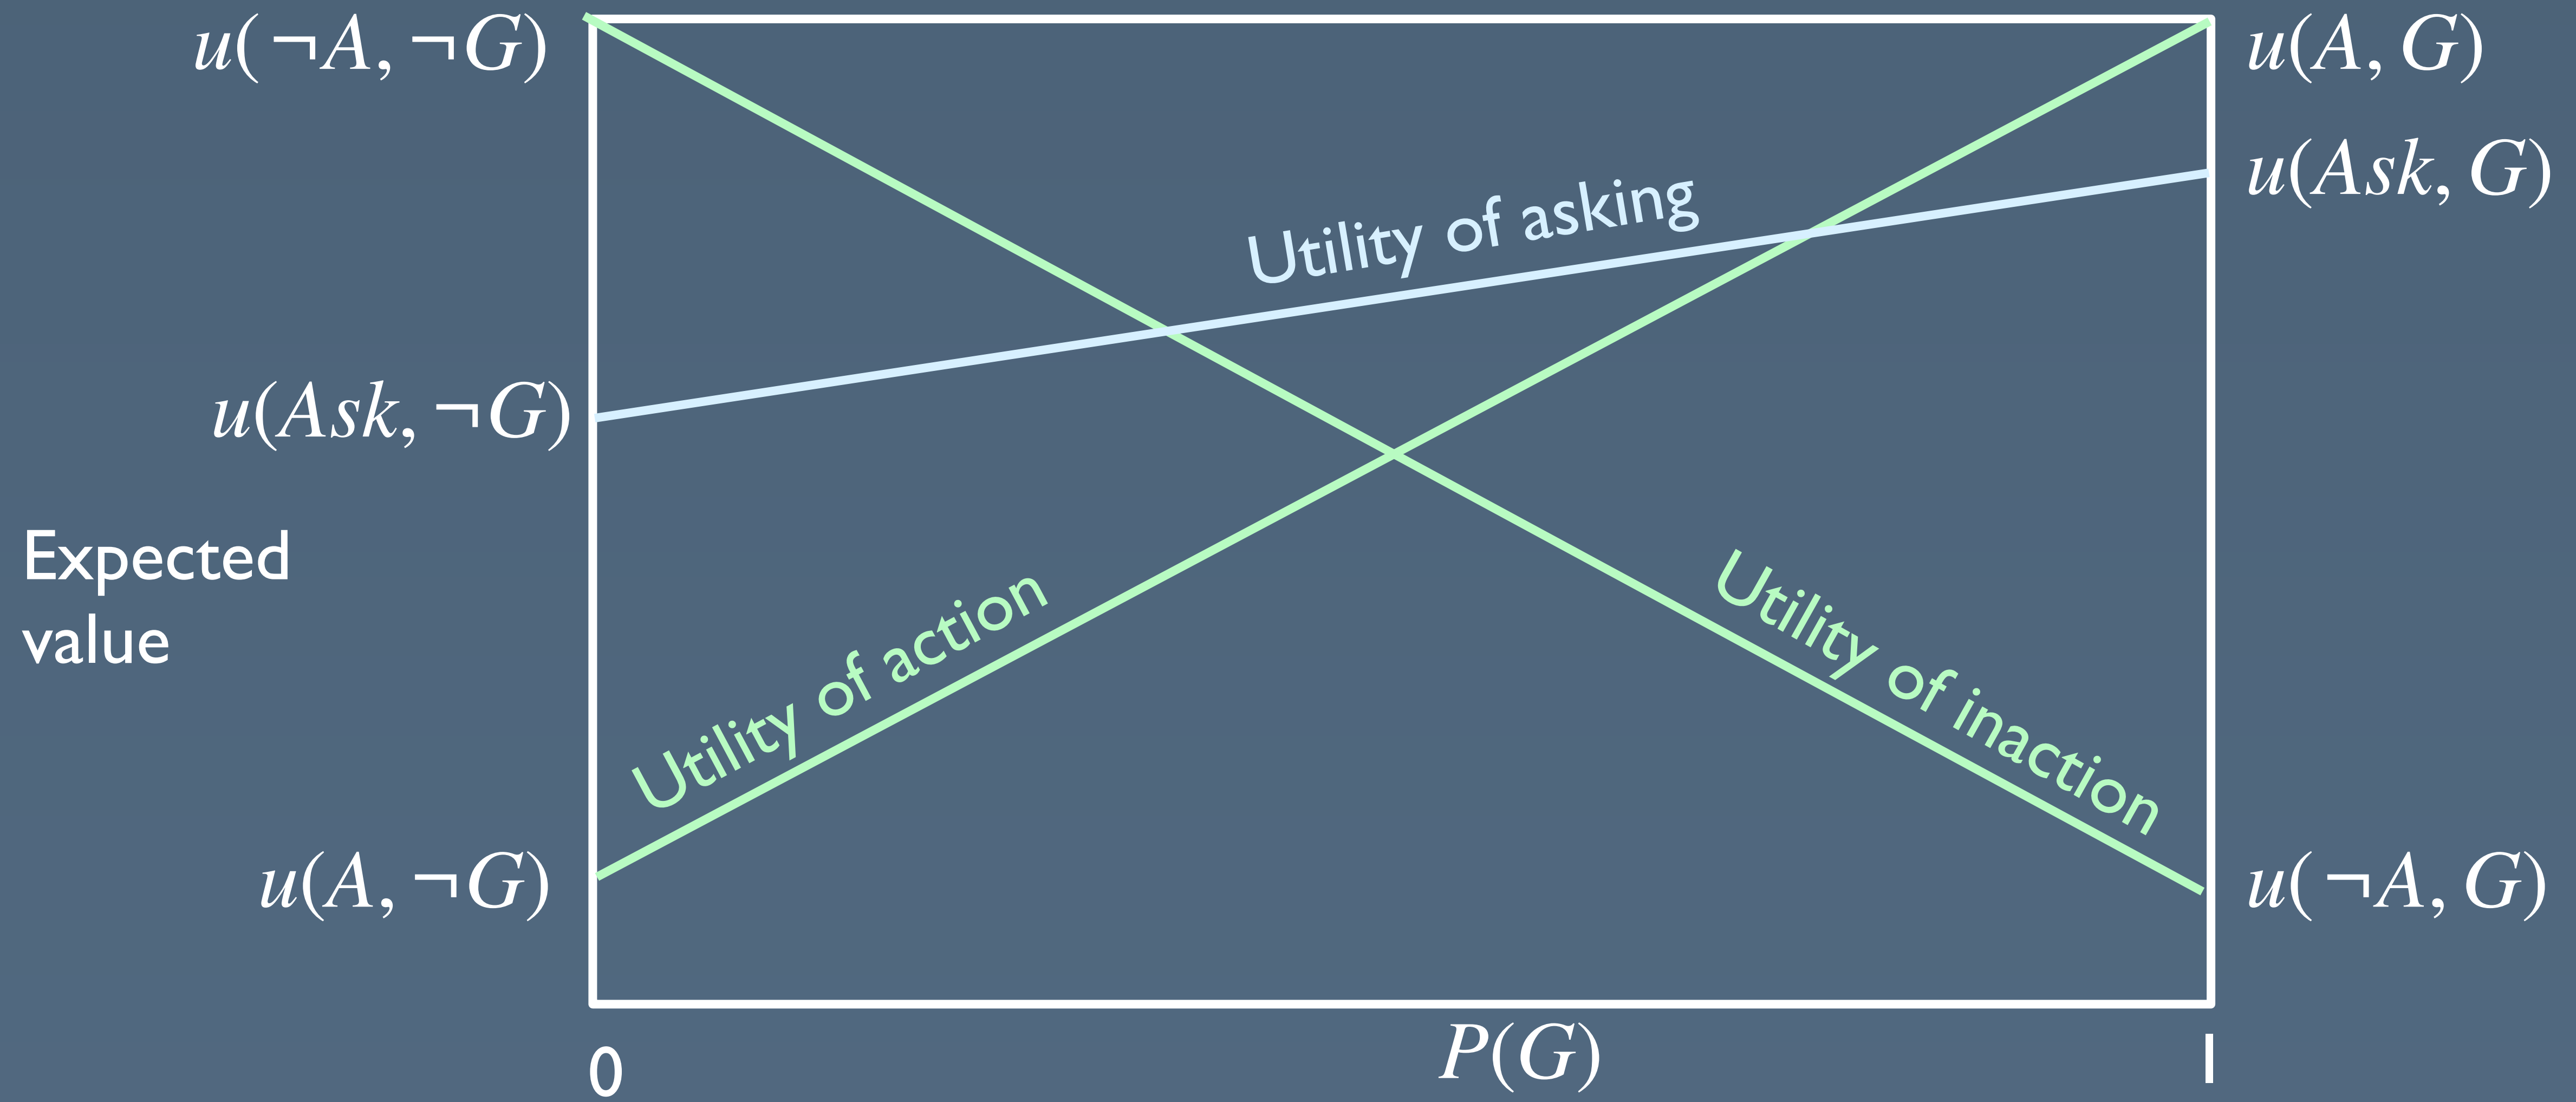 u(¬A, ¬G)
u(A, G)
u(Ask, G)
Utility of asking
u(Ask, ¬G)
Expected
value
Utility of action
Utility of inaction
u(A, ¬G)
u(¬A, G)
0
P(G)
1